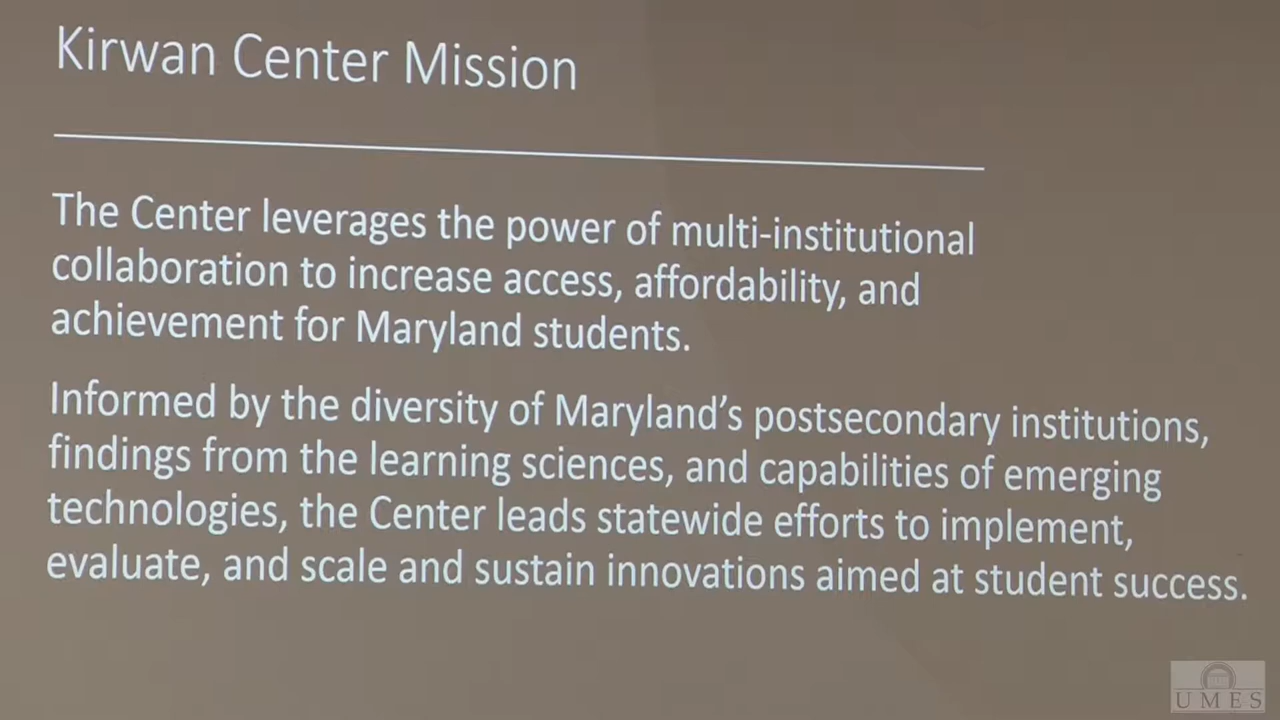 Kirwan Center Mission
The Center leverages the power of multi-institutional
collaboration to increase access, affordability, and
achievement for Maryland students.
Informed by the diversity of Maryland’s postsecondary institutions,
findings from the learning sciences, and capabilities of emerging
technologies, the Center leads statewide efforts to implement,
evaluate, and scale and sustain innovations aimed at student success.
UMES